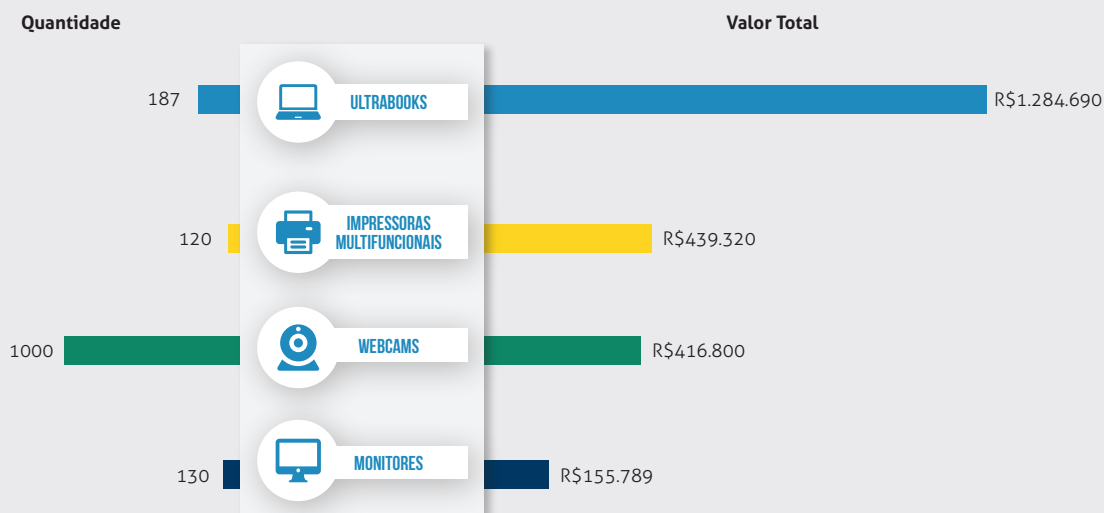 Quantidade
Valor Total
187
ULTRABOOKS
R$1.284.690
120
IMPRESSORAS
MULTIFUNCIONAIS
R$439.320
1000
WEBCAMS
R$416.800
130
MONITORES
R$155.789